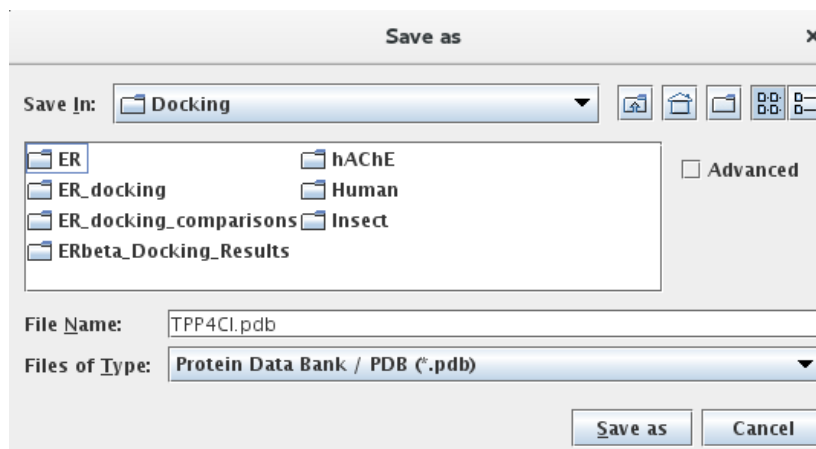 Save as
Save In: Docking
ER
hAChE
ER_docking
Human
ER_docking_comparisons
Insect
ERbeta_Docking_Results
Advanced
File Name: TPP4Cl.pdb
Files of Type: Protein Data Bank / PDB (*.pdb)
Save as
Cancel